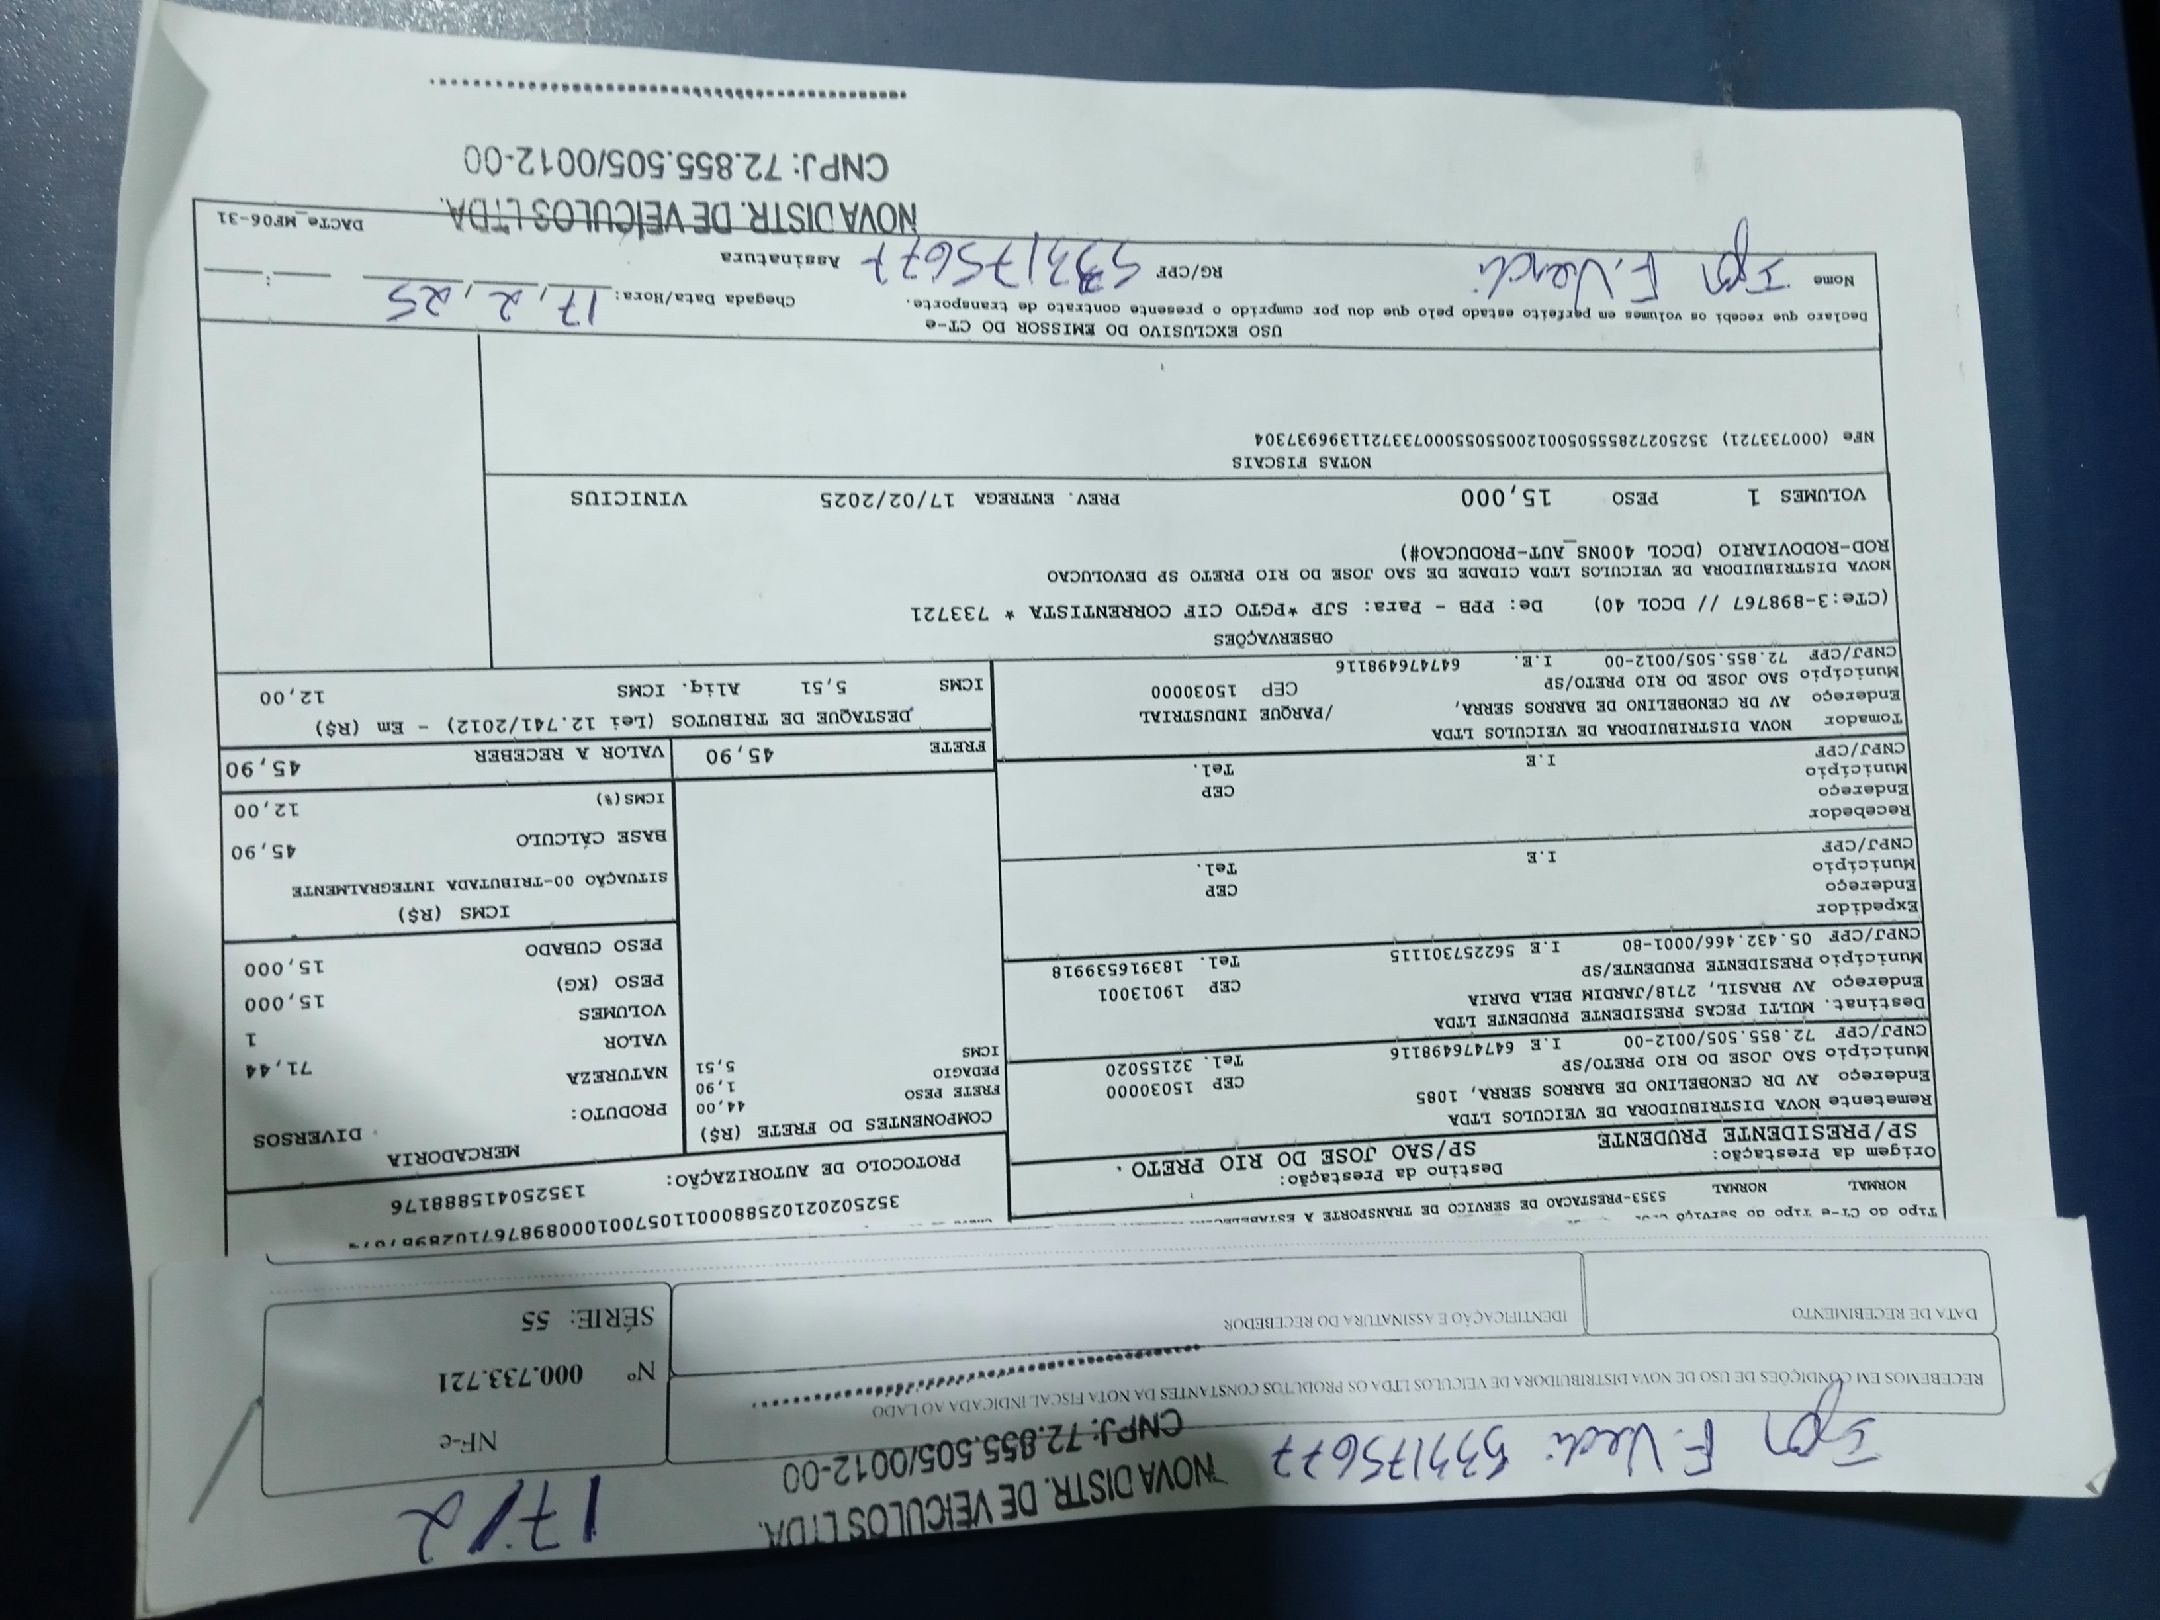 17/2
NOVA DISTR. DE VEÍCULOS LTDA.
CNPJ: 72.855.505/0012-00
F. 533175677
RECEBEMOS EM CONDIÇÕES DE USO DE NOVA DISTRIBUIDORA DE VEICULOS LTDA OS PRODUTOS CONSTANTES DA NOTA FISCAL INDICADA AO LADO
NF-e
Nº 000.733.721
SÉRIE: 55
DATA DE RECEBIMENTO
IDENTIFICAÇÃO E ASSINATURA DO RECEBEDOR
Tipo do CT-e Tipo do Serviço
NORMAL NORMAL 5353-PRESTACAO DE SERVICO DE TRANSPORTE A
Origem da Prestação: Destino da Prestação:
SP/PRESIDENTE PRUDENTE SP/SAO JOSE DO RIO PRETO
PROTOCOLO DE AUTORIZAÇÃO: 135250415888176
Remetente NOVA DISTRIBUIDORA DE VEICULOS LTDA
Endereço AV DR CENOBELINO DE BARROS SERRA, 1085 CEP 15030000
Município SAO JOSE DO RIO PRETO/SP Tel. 32155020
CNPJ/CPF 72.855.505/0012-00 I.E 647476498116
Destinat. MULTI PECAS PRESIDENTE PRUDENTE LTDA
Endereço AV BRASIL, 2718/JARDIM BELA DARIA CEP 19013001
Município PRESIDENTE PRUDENTE/SP Tel. 183916539918
CNPJ/CPF 05.432.466/0001-80 I.E 562257301115
Expedidor
Endereço CEP
Município Tel.
CNPJ/CPF I.E
Recebedor
Endereço CEP
Município Tel.
CNPJ/CPF I.E
Tomador NOVA DISTRIBUIDORA DE VEICULOS LTDA
Endereço AV DR CENOBELINO DE BARROS SERRA, /PARQUE INDUSTRIAL
Município SAO JOSE DO RIO PRETO/SP CEP 15030000
CNPJ/CPF 72.855.505/0012-00 I.E. 647476498116
COMPONENTES DO FRETE (R$)
FRETE PESO 44,00
PEDAGIO 1,90
ICMS 5,51
MERCADORIA
PRODUTO: DIVERSOS
NATUREZA
VALOR 71,44
VOLUMES 1
PESO (KG) 15,000
PESO CUBADO 15,000
ICMS (R$)
SITUAÇÃO 00-TRIBUTADA INTEGRALMENTE
BASE CÁLCULO 45,90
ICMS(%) 12,00
FRETE 45,90 VALOR A RECEBER 45,90
DESTAQUE DE TRIBUTOS (Lei 12.741/2012) - Em (R$)
ICMS 5,51 Aliq. ICMS 12,00
OBSERVAÇÕES
(CTe:3-898767 // DCOL 40) De: PPB - Para: SJP *PGTO CIF CORRENTISTA * 733721
NOVA DISTRIBUIDORA DE VEICULOS LTDA CIDADE DE SAO JOSE DO RIO PRETO SP DEVOLUCAO
ROD-RODOVIARIO (DCOL 400NS_AUT-PRODUCAO#)
VOLUMES 1 PESO 15,000 PREV. ENTREGA 17/02/2025 VINICIUS
NOTAS FISCAIS
NFe (000733721) 35250272855505001200550550007337211396937304
USO EXCLUSIVO DO EMISSOR DO CT-e
Declaro que recebi os volumes em perfeito estado pelo que dou por cumprido o presente contrato de transporte. Chegada Data/Hora: 17/2/25
Nome F. RG/CPF 533175677 Assinatura
DACTe_MF06-31
NOVA DISTR. DE VEÍCULOS LTDA.
CNPJ: 72.855.505/0012-00